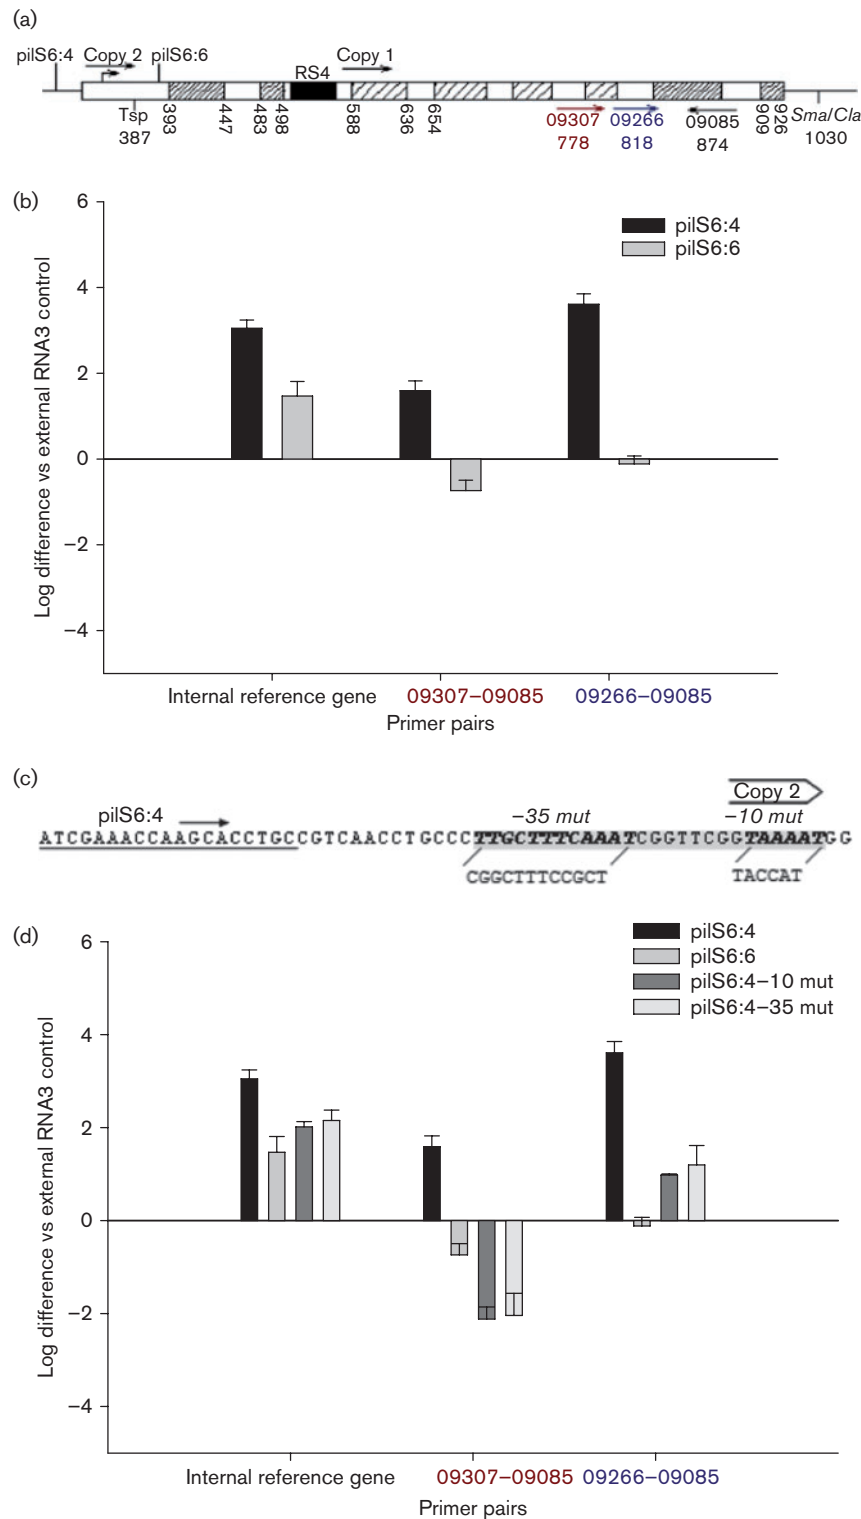 (a)
pilS6:4 Copy 2 pilS6:6 RS4 Copy 1
Tsp 387
393 447 483 498 588 636 654
09307 778
09266 818
09085 874
909 926
Sma/Cla 1030
(b)
6
4
2
0
−2
−4
Log difference vs external RNA3 control
pilS6:4
pilS6:6
Internal reference gene 09307–09085 09266–09085
Primer pairs
(c)
Copy 2
pilS6:4 −35 mut −10 mut
ATCGAAACCAAGCACCTGCCGTCAACCTGCCCTTGCTTTCAAATCGGTTCGGTAAAATGG
CGGCTTTCCGCT TACCAT
(d)
6
4
2
0
−2
−4
Log difference vs external RNA3 control
pilS6:4
pilS6:6
pilS6:4–10 mut
pilS6:4–35 mut
Internal reference gene 09307–09085 09266–09085
Primer pairs